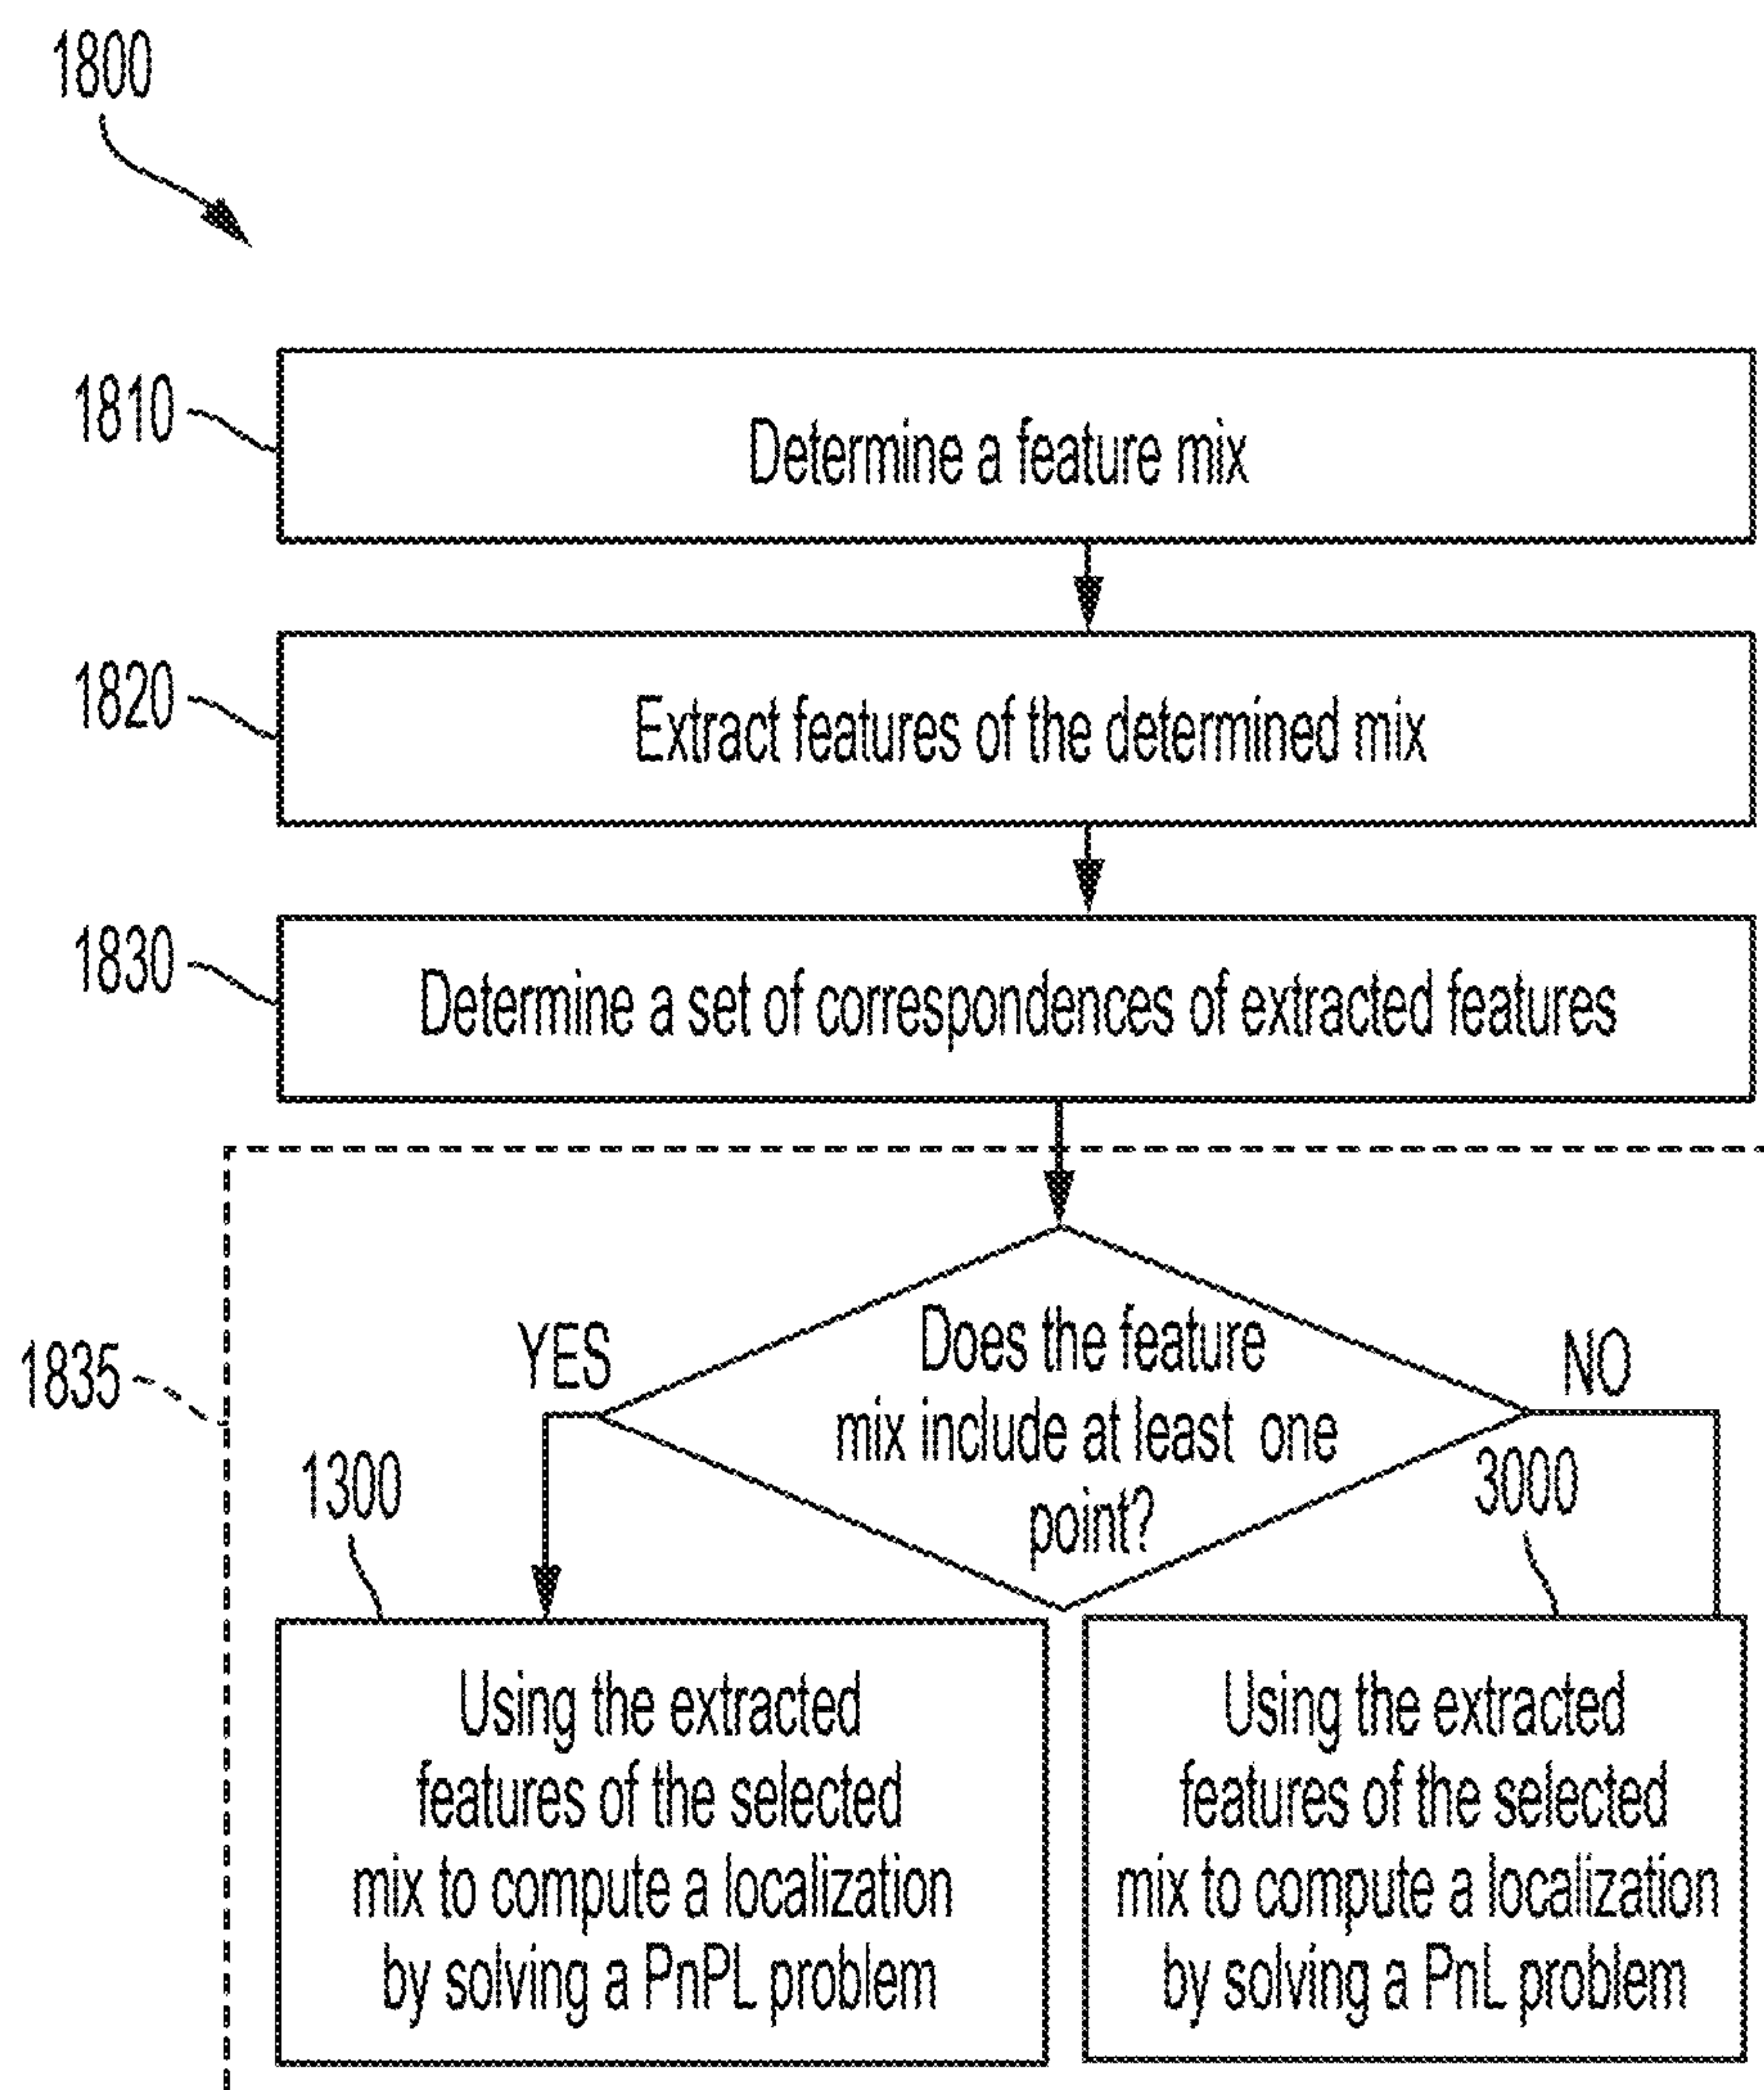 1800
1810
Determine a feature mix
1820
Extract features of the determined mix
1830
Determine a set of correspondences of extracted features
1835
YES
Does the feature
mix include at least one
point?
NO
1300
3000
Using the extracted
features of the selected
mix to compute a localization
by solving a PnPL problem
Using the extracted
features of the selected
mix to compute a localization
by solving a PnL problem